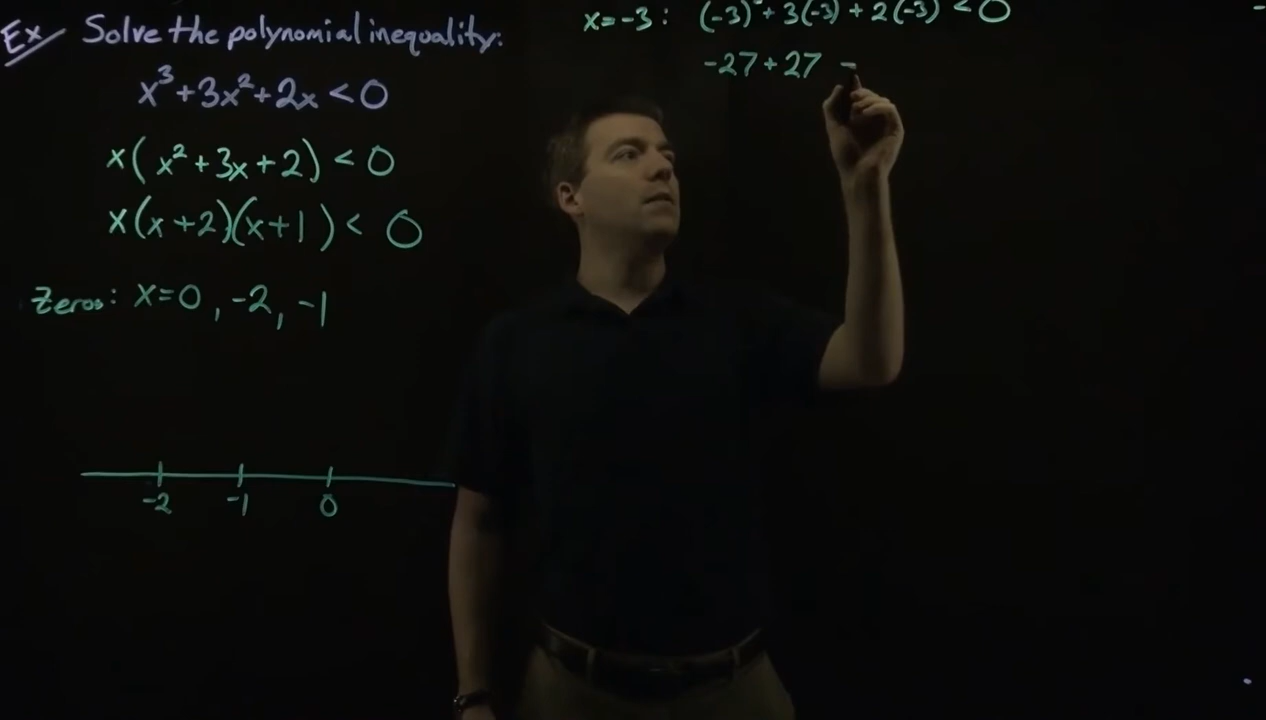 Ex Solve the polynomial inequality:
x³+3x²+2x<0
x(x²+3x+2)<0
x(x+2)(x+1)<0
Zeros: x=0, -2, -1
-2 -1 0
x=-3: (-3)³+3(-3)²+2(-3)<0
-27+27 -